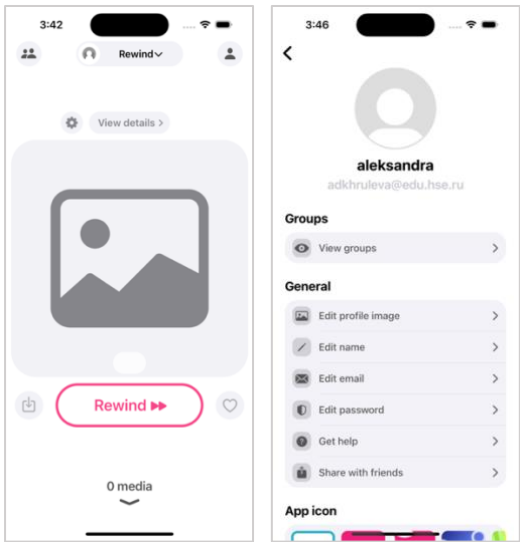 3:42
Rewind
View details >
Rewind
0 media
3:46
aleksandra
adkhruleva@edu.hse.ru
Groups
View groups
General
Edit profile image
Edit name
Edit email
Edit password
Get help
Share with friends
App icon